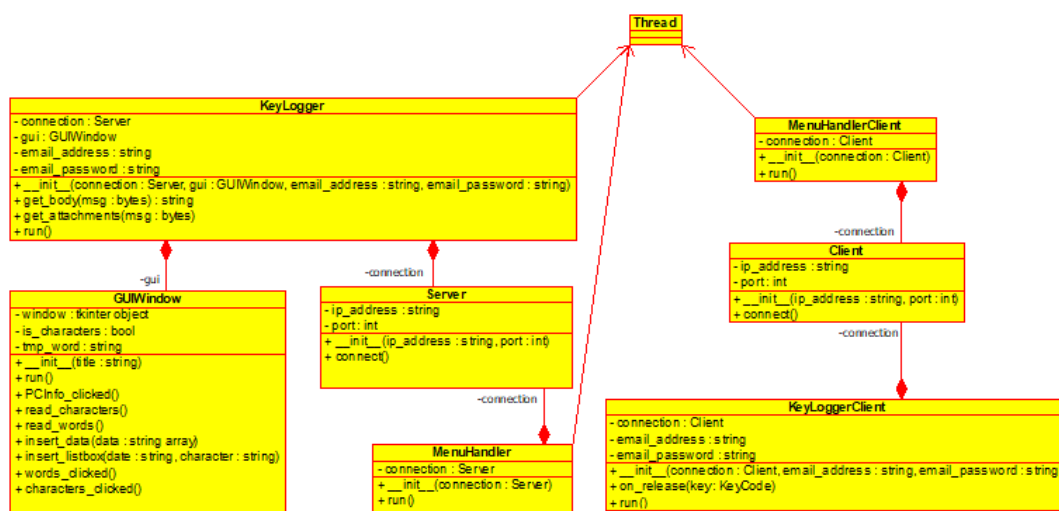 Thread
KeyLogger
- connection : Server
- gui : GUIWindow
- email_address : string
- email_password : string
+ __init__(connection : Server, gui : GUIWindow, email_address : string, email_password : string)
+ get_body(msg : bytes) : string
+ get_attachments(msg : bytes)
+ run()
MenuHandlerClient
- connection : Client
+ __init__(connection : Client)
+ run()
-gui
-connection
-connection
GUIWindow
- window : tkinter object
- is_characters : bool
- tmp_word : string
+ __init__(title : string)
+ run()
+ PCInfo_clicked()
+ read_characters()
+ read_words()
+ insert_data(data : string array)
+ insert_listbox(date : string, character : string)
+ words_clicked()
+ characters_clicked()
Server
- ip_address : string
- port : int
+ __init__(ip_address : string, port : int)
+ connect()
-connection
Client
- ip_address : string
- port : int
+ __init__(ip_address : string, port : int)
+ connect()
-connection
MenuHandler
- connection : Server
+ __init__(connection : Server)
+ run()
KeyLoggerClient
- connection : Client
- email_address : string
- email_password : string
+ __init__(connection : Client, email_address : string, email_password : string
+ on_release(key: KeyCode)
+ run()